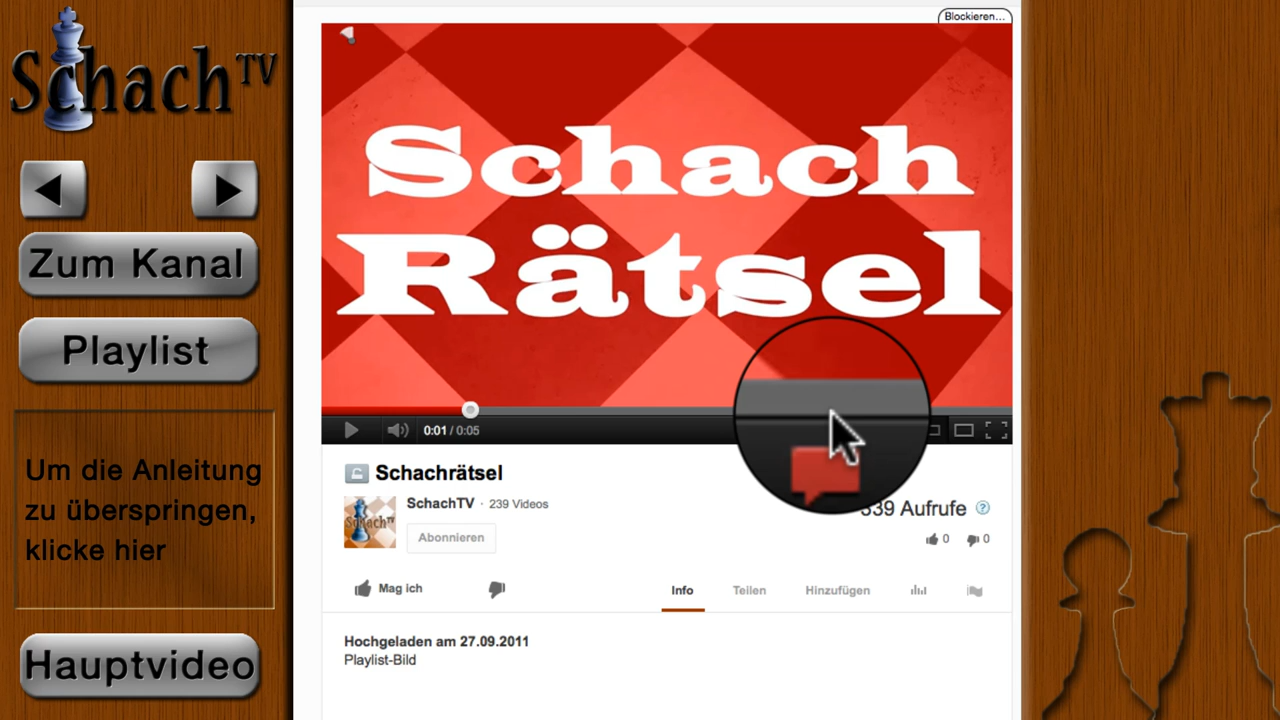 Schach TV
Zum Kanal
Playlist
Um die Anleitung
zu überspringen,
klicke hier
Hauptvideo
Blockieren...
Schach
Rätsel
0:01 / 0:05
Schachrätsel
SchachTV · 239 Videos
SchachTV
Abonnieren
339 Aufrufe ?
0 0
Mag ich
Info Teilen Hinzufügen
Hochgeladen am 27.09.2011
Playlist-Bild